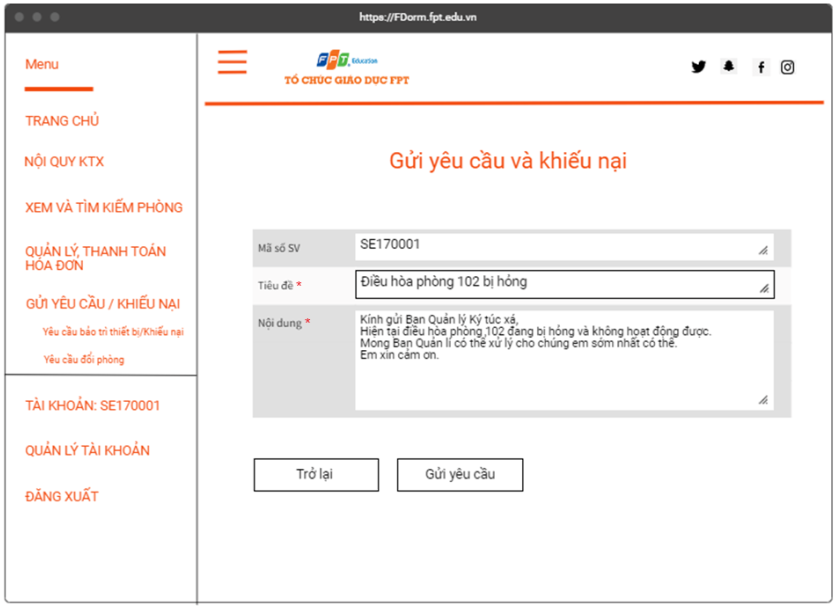 https://FDorm.fpt.edu.vn
Menu
TRANG CHỦ
NỘI QUY KTX
XEM VÀ TÌM KIẾM PHÒNG
QUẢN LÝ, THANH TOÁN
HÓA ĐƠN
GỬI YÊU CẦU / KHIẾU NẠI
Yêu cầu bảo trì thiết bị/Khiếu nại
Yêu cầu đổi phòng
TÀI KHOẢN: SE170001
QUẢN LÝ TÀI KHOẢN
ĐĂNG XUẤT
FPT Education
TỔ CHỨC GIÁO DỤC FPT
Gửi yêu cầu và khiếu nại
Mã số SV
SE170001
Tiêu đề *
Điều hòa phòng 102 bị hỏng
Nội dung *
Kính gửi Ban Quản lý Ký túc xá,
Hiện tại điều hòa phòng 102 đang bị hỏng và không hoạt động được.
Mong Ban Quản lí có thể xử lý cho chúng em sớm nhất có thể.
Em xin cảm ơn.
Trở lại
Gửi yêu cầu